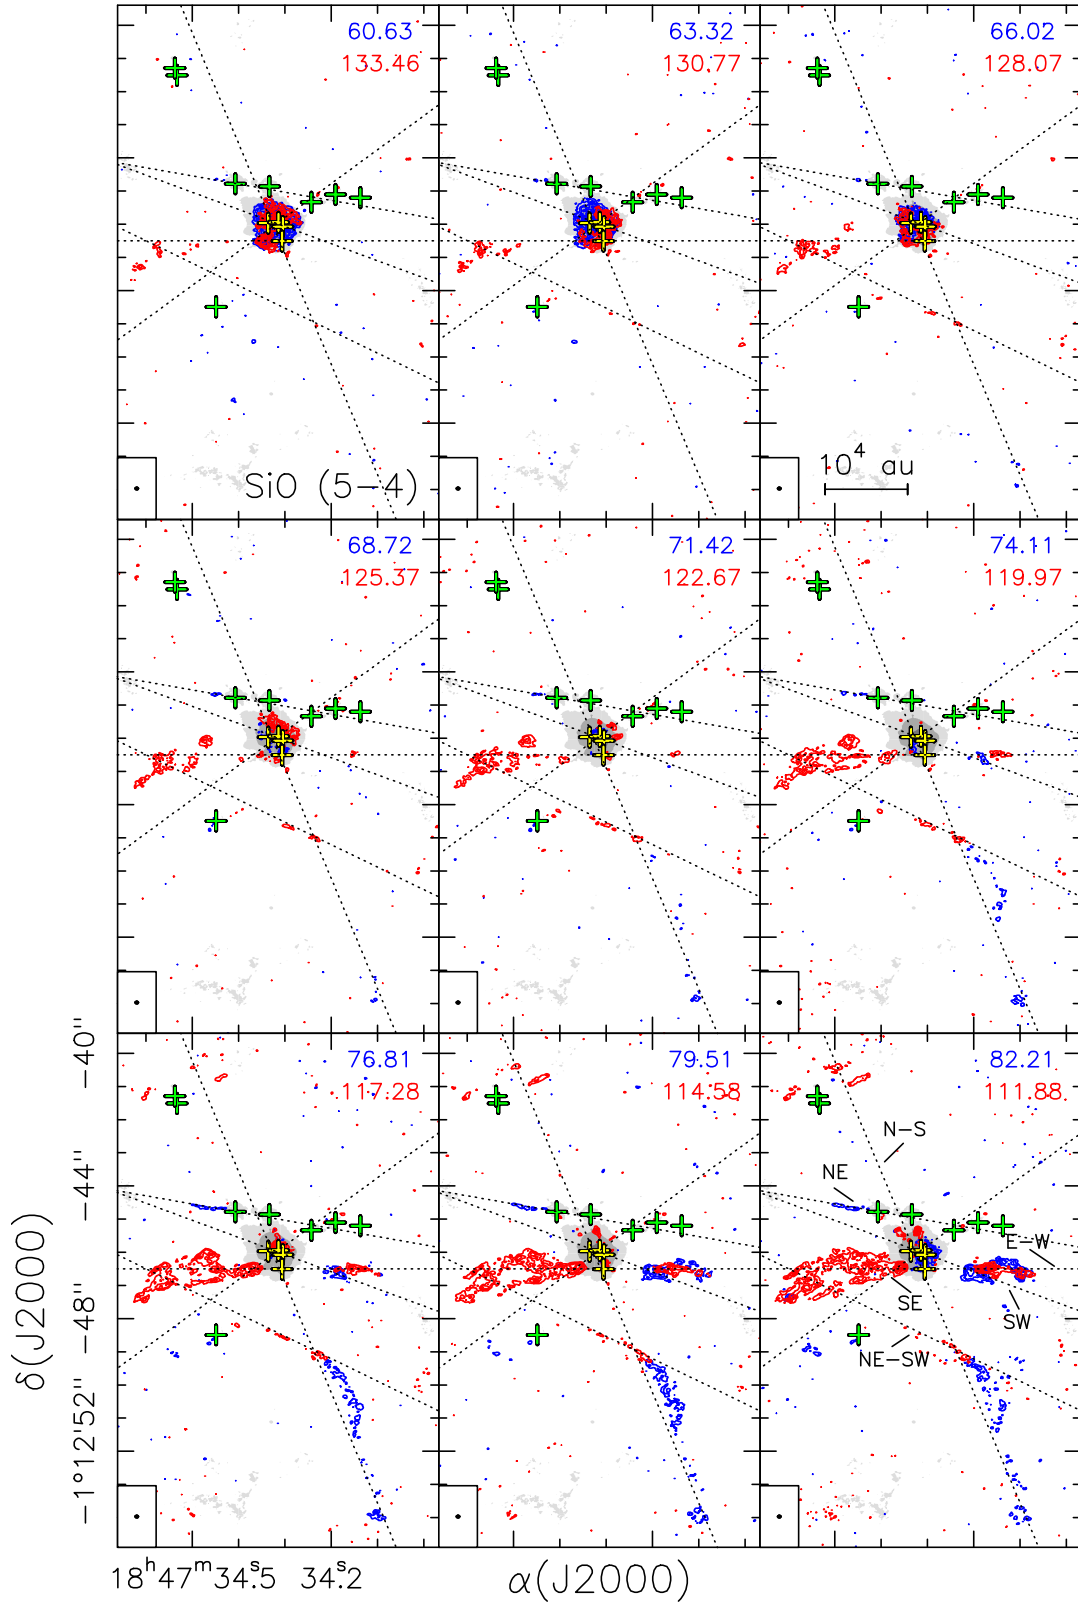 60.63
133.46
63.32
130.77
66.02
128.07
SiO (5−4)
10⁴ au
68.72
125.37
71.42
122.67
74.11
119.97
76.81
117.28
79.51
114.58
82.21
111.88
N−S
NE
E−W
SE
SW
NE−SW
−40"
−44"
−48"
−1°12'52"
δ(J2000)
18ʰ47ᵐ34ˢ.5 34ˢ.2
α(J2000)